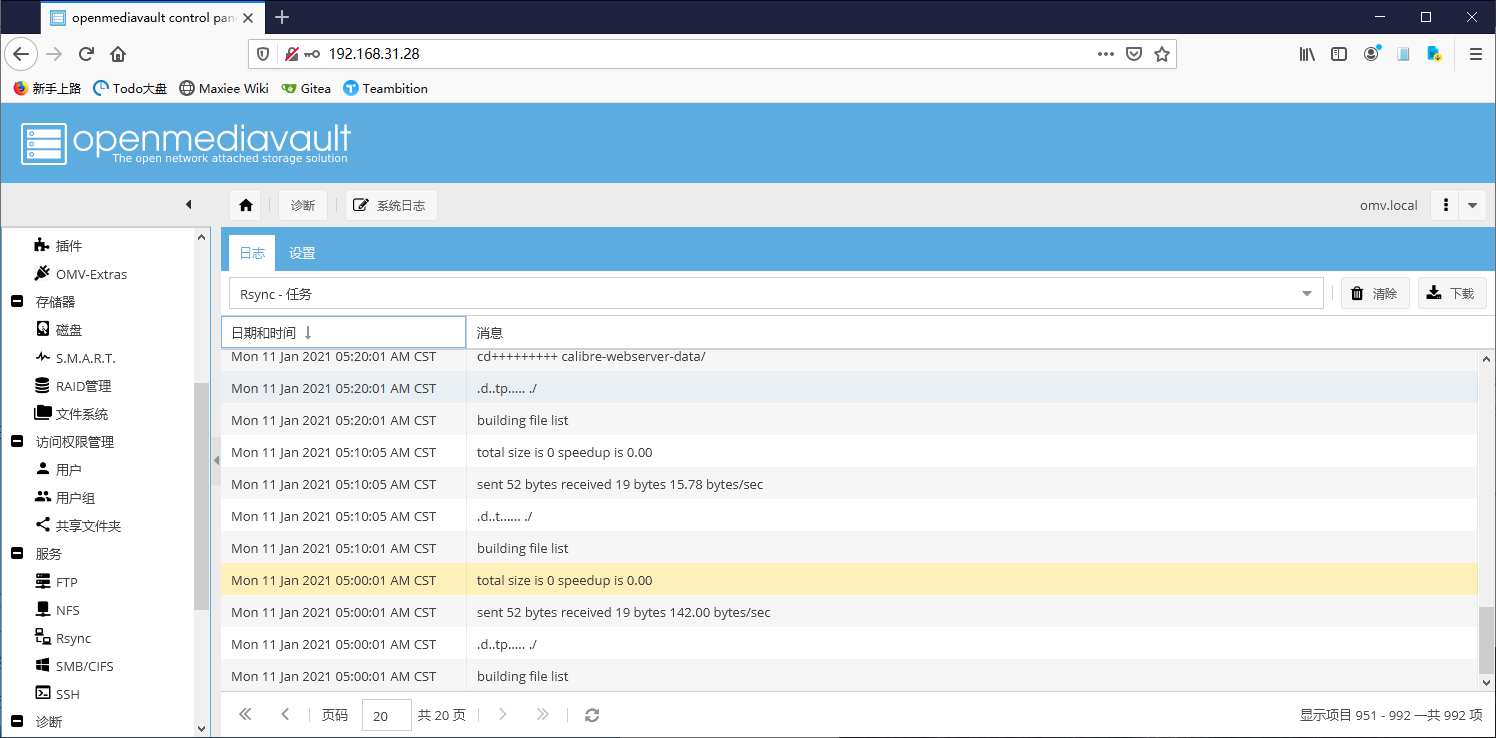 openmediavault control pan
192.168.31.28
新手上路 Todo大盘 Maxiee Wiki Gitea Teambition
openmediavault
The open network attached storage solution
诊断 系统日志 omv.local
插件
OMV-Extras
存储器
磁盘
S.M.A.R.T.
RAID管理
文件系统
访问权限管理
用户
用户组
共享文件夹
服务
FTP
NFS
Rsync
SMB/CIFS
SSH
诊断
日志 设置
Rsync - 任务 清除 下载
日期和时间 ↓ 消息
Mon 11 Jan 2021 05:20:01 AM CST cd+++++++++ calibre-webserver-data/
Mon 11 Jan 2021 05:20:01 AM CST .d..tp..... ./
Mon 11 Jan 2021 05:20:01 AM CST building file list
Mon 11 Jan 2021 05:10:05 AM CST total size is 0 speedup is 0.00
Mon 11 Jan 2021 05:10:05 AM CST sent 52 bytes received 19 bytes 15.78 bytes/sec
Mon 11 Jan 2021 05:10:05 AM CST .d..t...... ./
Mon 11 Jan 2021 05:10:01 AM CST building file list
Mon 11 Jan 2021 05:00:01 AM CST total size is 0 speedup is 0.00
Mon 11 Jan 2021 05:00:01 AM CST sent 52 bytes received 19 bytes 142.00 bytes/sec
Mon 11 Jan 2021 05:00:01 AM CST .d..tp..... ./
Mon 11 Jan 2021 05:00:01 AM CST building file list
页码 20 共 20 页 显示项目 951 - 992 —共 992 项